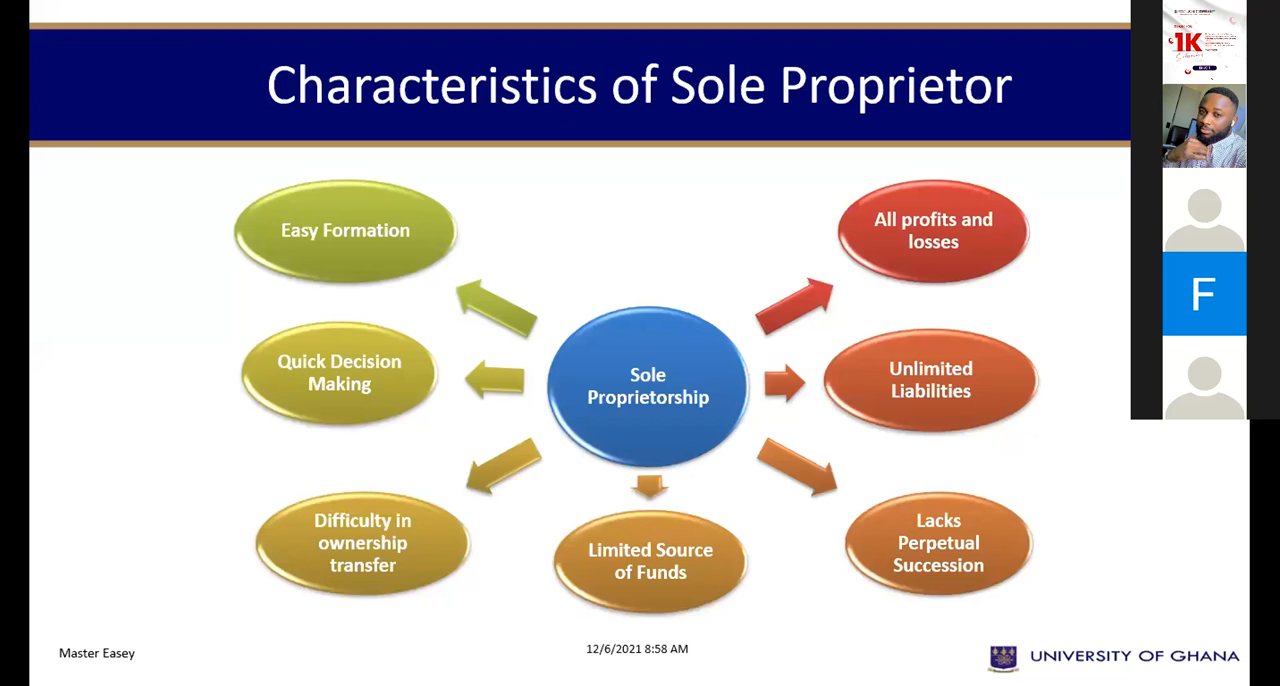 Characteristics of Sole Proprietor
Easy Formation
All profits and
losses
Quick Decision
Making
Sole
Proprietorship
Unlimited
Liabilities
Difficulty in
ownership
transfer
Limited Source
of Funds
Lacks
Perpetual
Succession
Master Easey
12/6/2021 8:58 AM
UNIVERSITY OF GHANA
1K
F